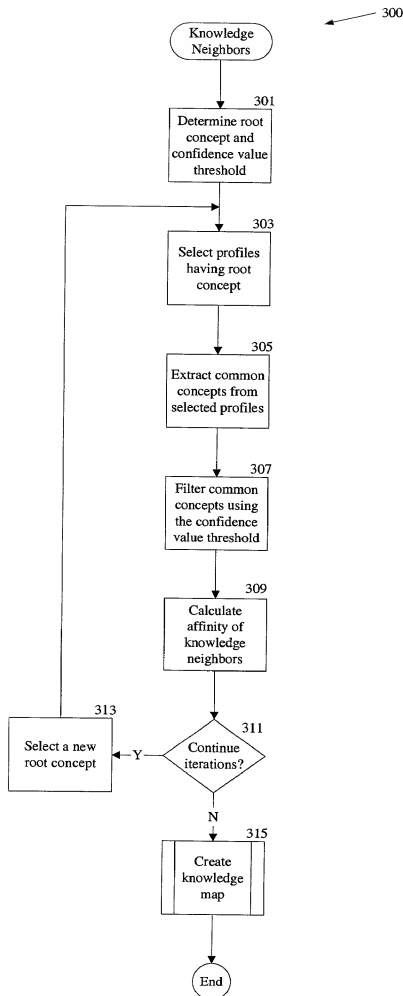 300
Knowledge
Neighbors
301
Determine root
concept and
confidence value
threshold
303
Select profiles
having root
concept
305
Extract common
concepts from
selected profiles
307
Filter common
concepts using
the confidence
value threshold
309
Calculate
affinity of
knowledge
neighbors
311
Continue
iterations?
Y
313
Select a new
root concept
N
315
Create
knowledge
map
End